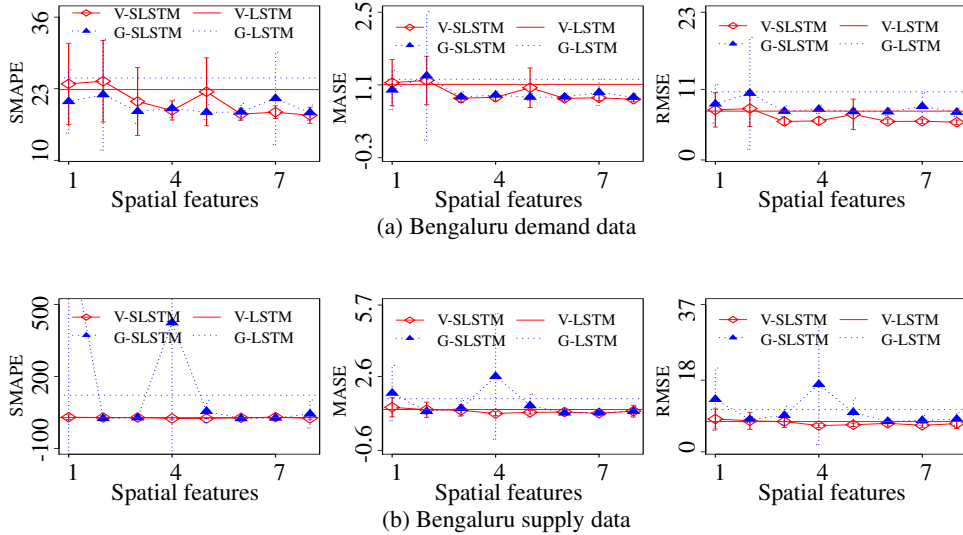 36
23
10
SMAPE
V-SLSTM
V-LSTM
G-SLSTM
G-LSTM
1
4
7
Spatial features
2.5
1.1
-0.3
MASE
V-SLSTM
V-LSTM
G-SLSTM
G-LSTM
1
4
7
Spatial features
23
11
0
RMSE
V-SLSTM
V-LSTM
G-SLSTM
G-LSTM
1
4
7
Spatial features
(a) Bengaluru demand data
500
200
-100
SMAPE
V-SLSTM
V-LSTM
G-SLSTM
G-LSTM
1
4
7
Spatial features
5.7
2.6
-0.6
MASE
V-SLSTM
V-LSTM
G-SLSTM
G-LSTM
1
4
7
Spatial features
37
18
0
RMSE
V-SLSTM
V-LSTM
G-SLSTM
G-LSTM
1
4
7
Spatial features
(b) Bengaluru supply data